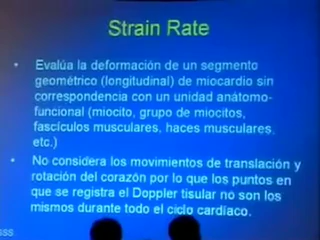 Strain Rate
• Evalúa la deformación de un segmento
geométrico (longitudinal) de miocardio sin
correspondencia con un unidad anátomo-
funcional (miocito, grupo de miocitos,
fascículos musculares, haces musculares,
etc.)
• No considera los movimientos de translación y
rotación del corazón por lo que los puntos en
que se registra el Doppler tisular no son los
mismos durante todo el ciclo cardíaco.